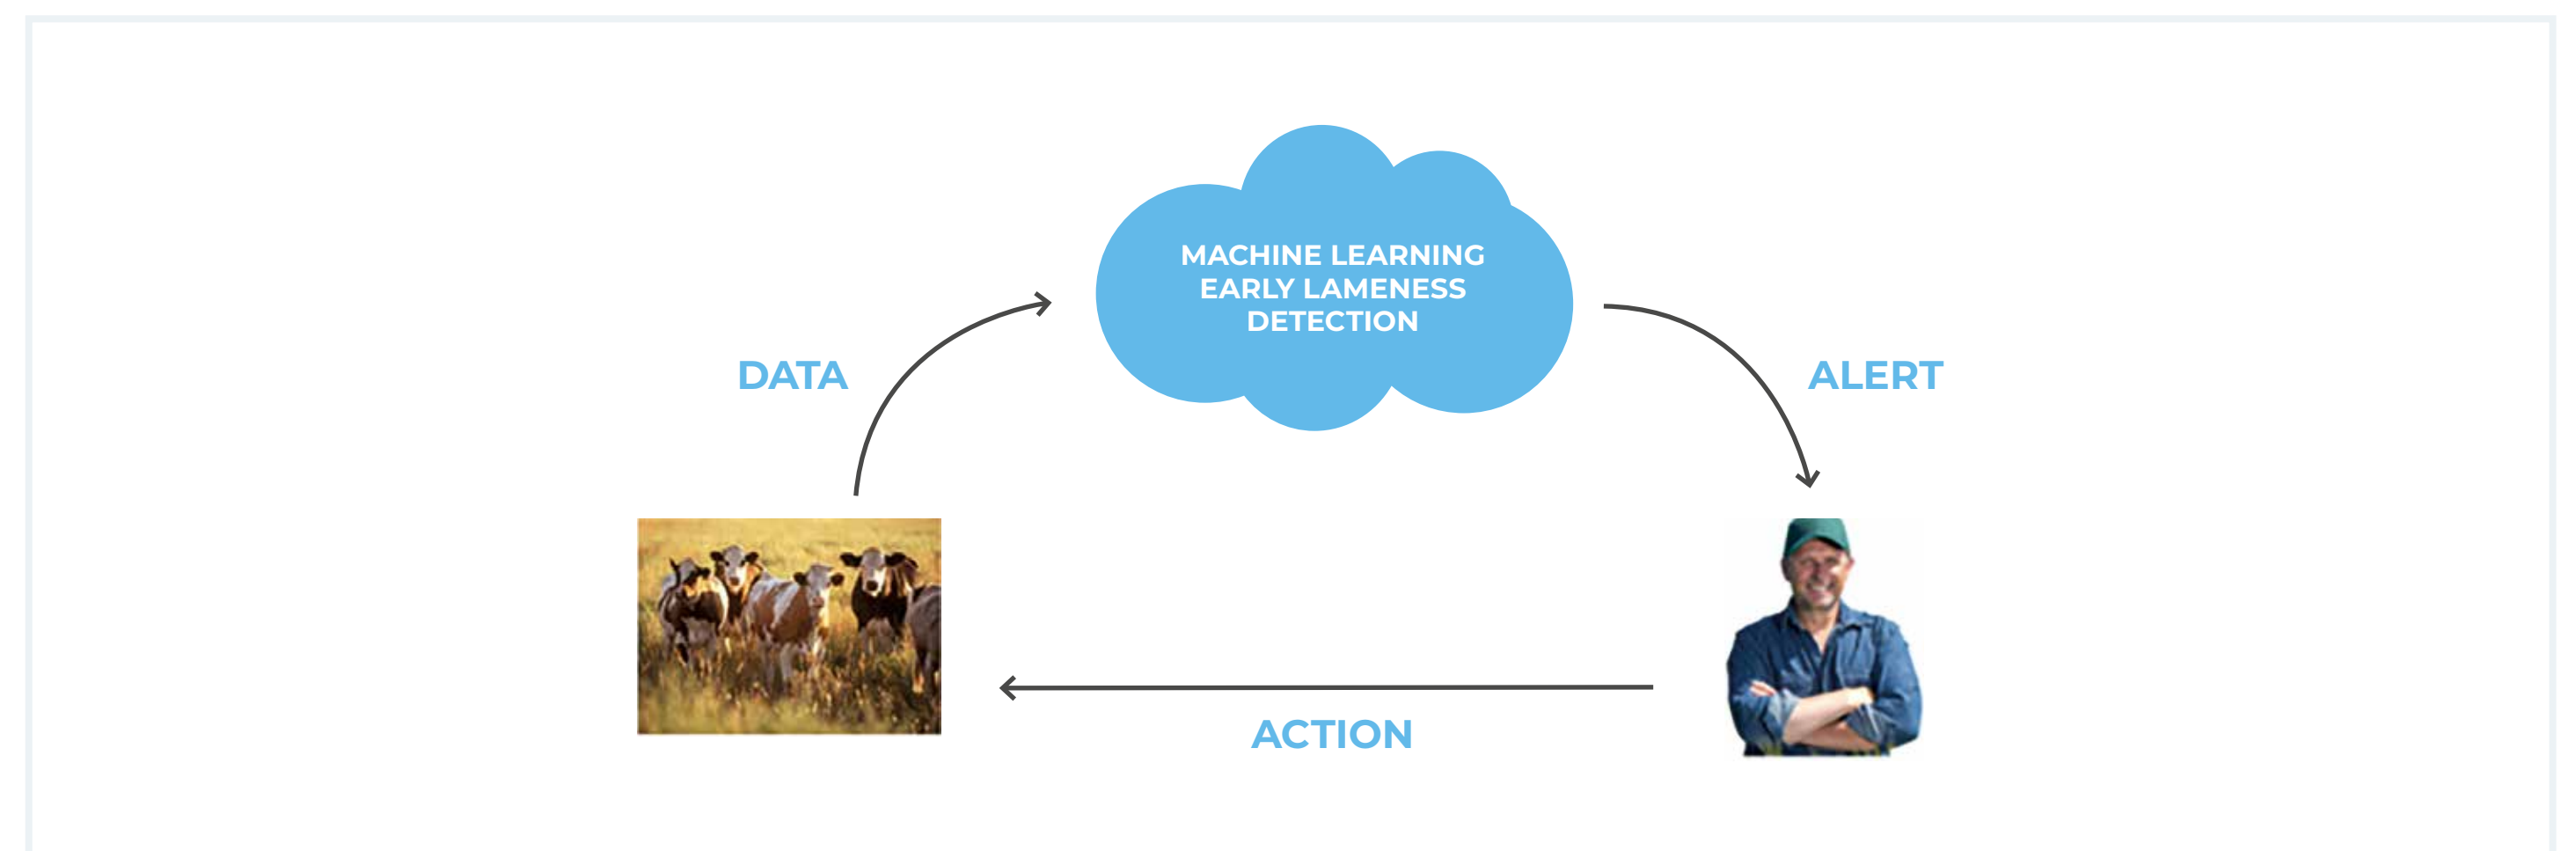 MACHINE LEARNING
EARLY LAMENESS
DETECTION
DATA
ALERT
ACTION